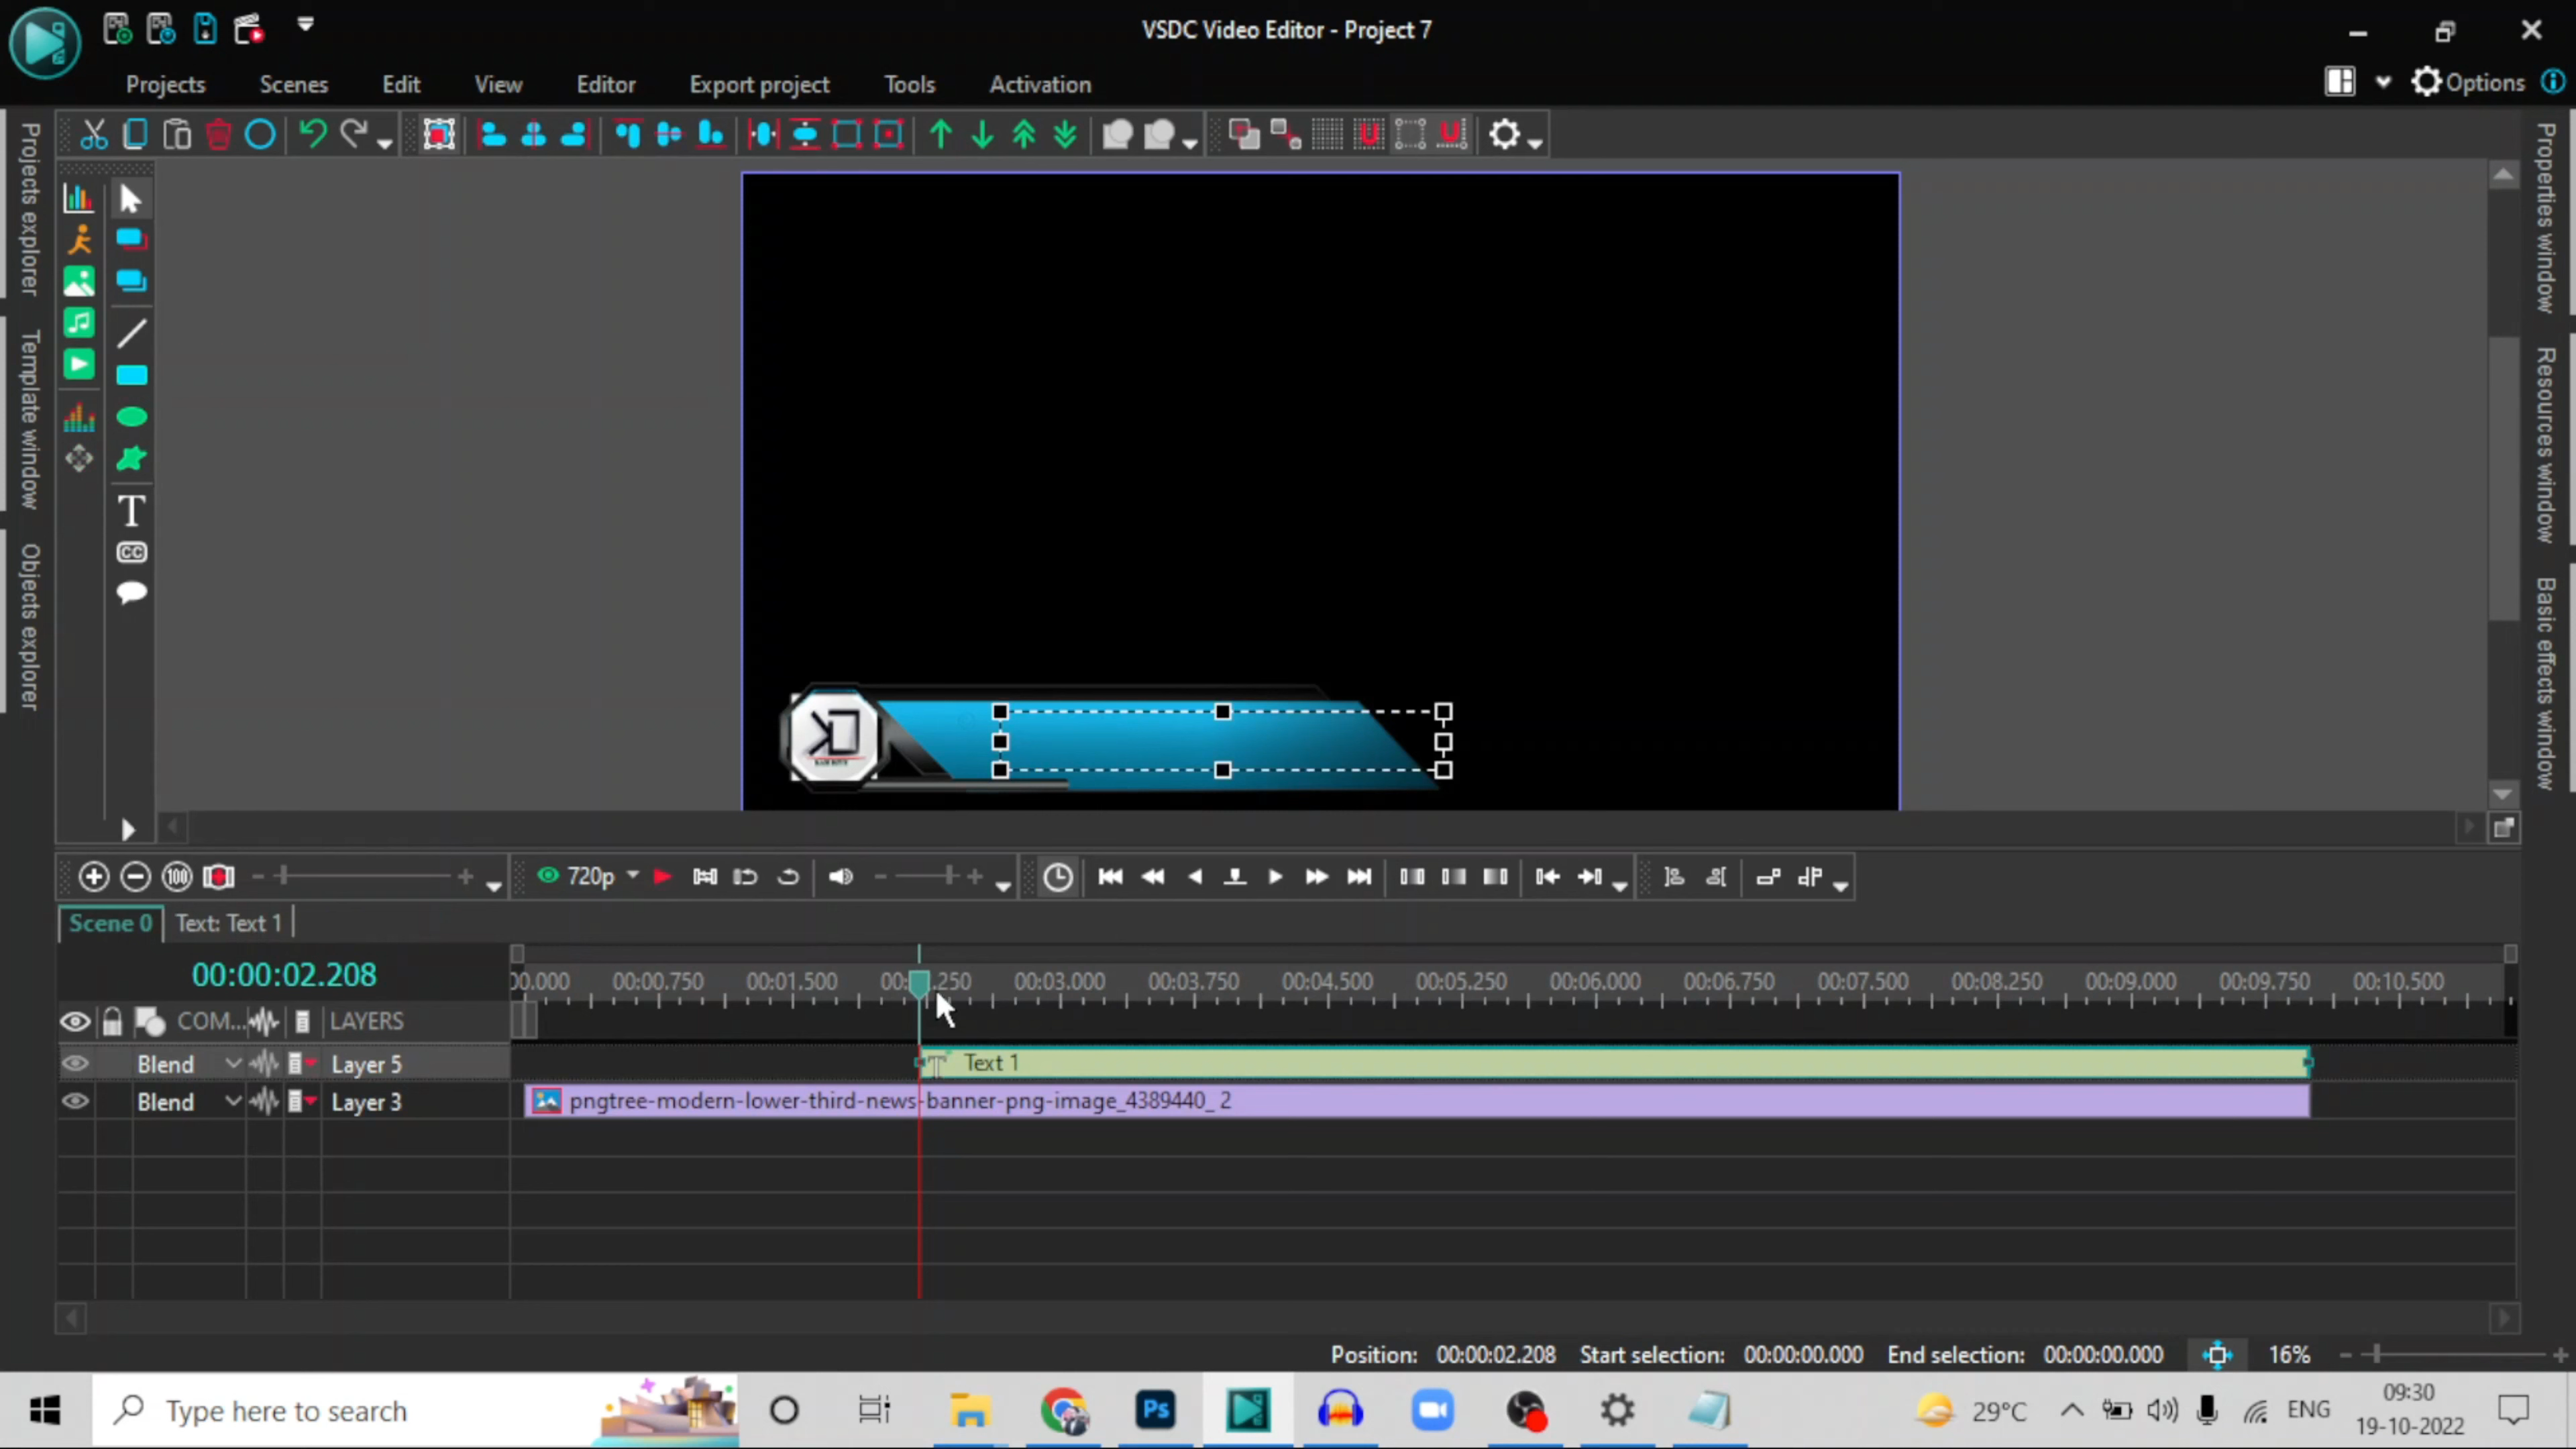 VSDC Video Editor - Project 7
Projects
Scenes
Edit
View
Editor
Export project
Tools
Activation
Options
Projects explorer
Template window
Objects explorer
Properties window
Resources window
Basic effects window
T
CC
720p
Scene 0
Text: Text 1
00:00:02.208
00.000
00:00.750
00:01.500
00:03.000
00:03.750
00:04.500
00:05.250
00:06.000
00:06.750
00:07.500
00:08.250
00:09.000
00:09.750
00:10.500
COM...
LAYERS
Blend
Layer 5
Text 1
Blend
Layer 3
pngtree-modern-lower-third-news-banner-png-image_4389440_ 2
Position: 00:00:02.208
Start selection: 00:00:00.000
End selection: 00:00:00.000
16%
Type here to search
Ps
29°C
ENG
09:30
19-10-2022